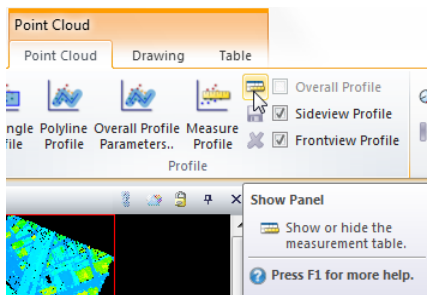 Point Cloud
Point Cloud Drawing Table
ngle Polyline Overall Profile Measure
file Profile Parameters.. Profile
Overall Profile
Sideview Profile
Frontview Profile
Profile
Show Panel
Show or hide the
measurement table.
Press F1 for more help.